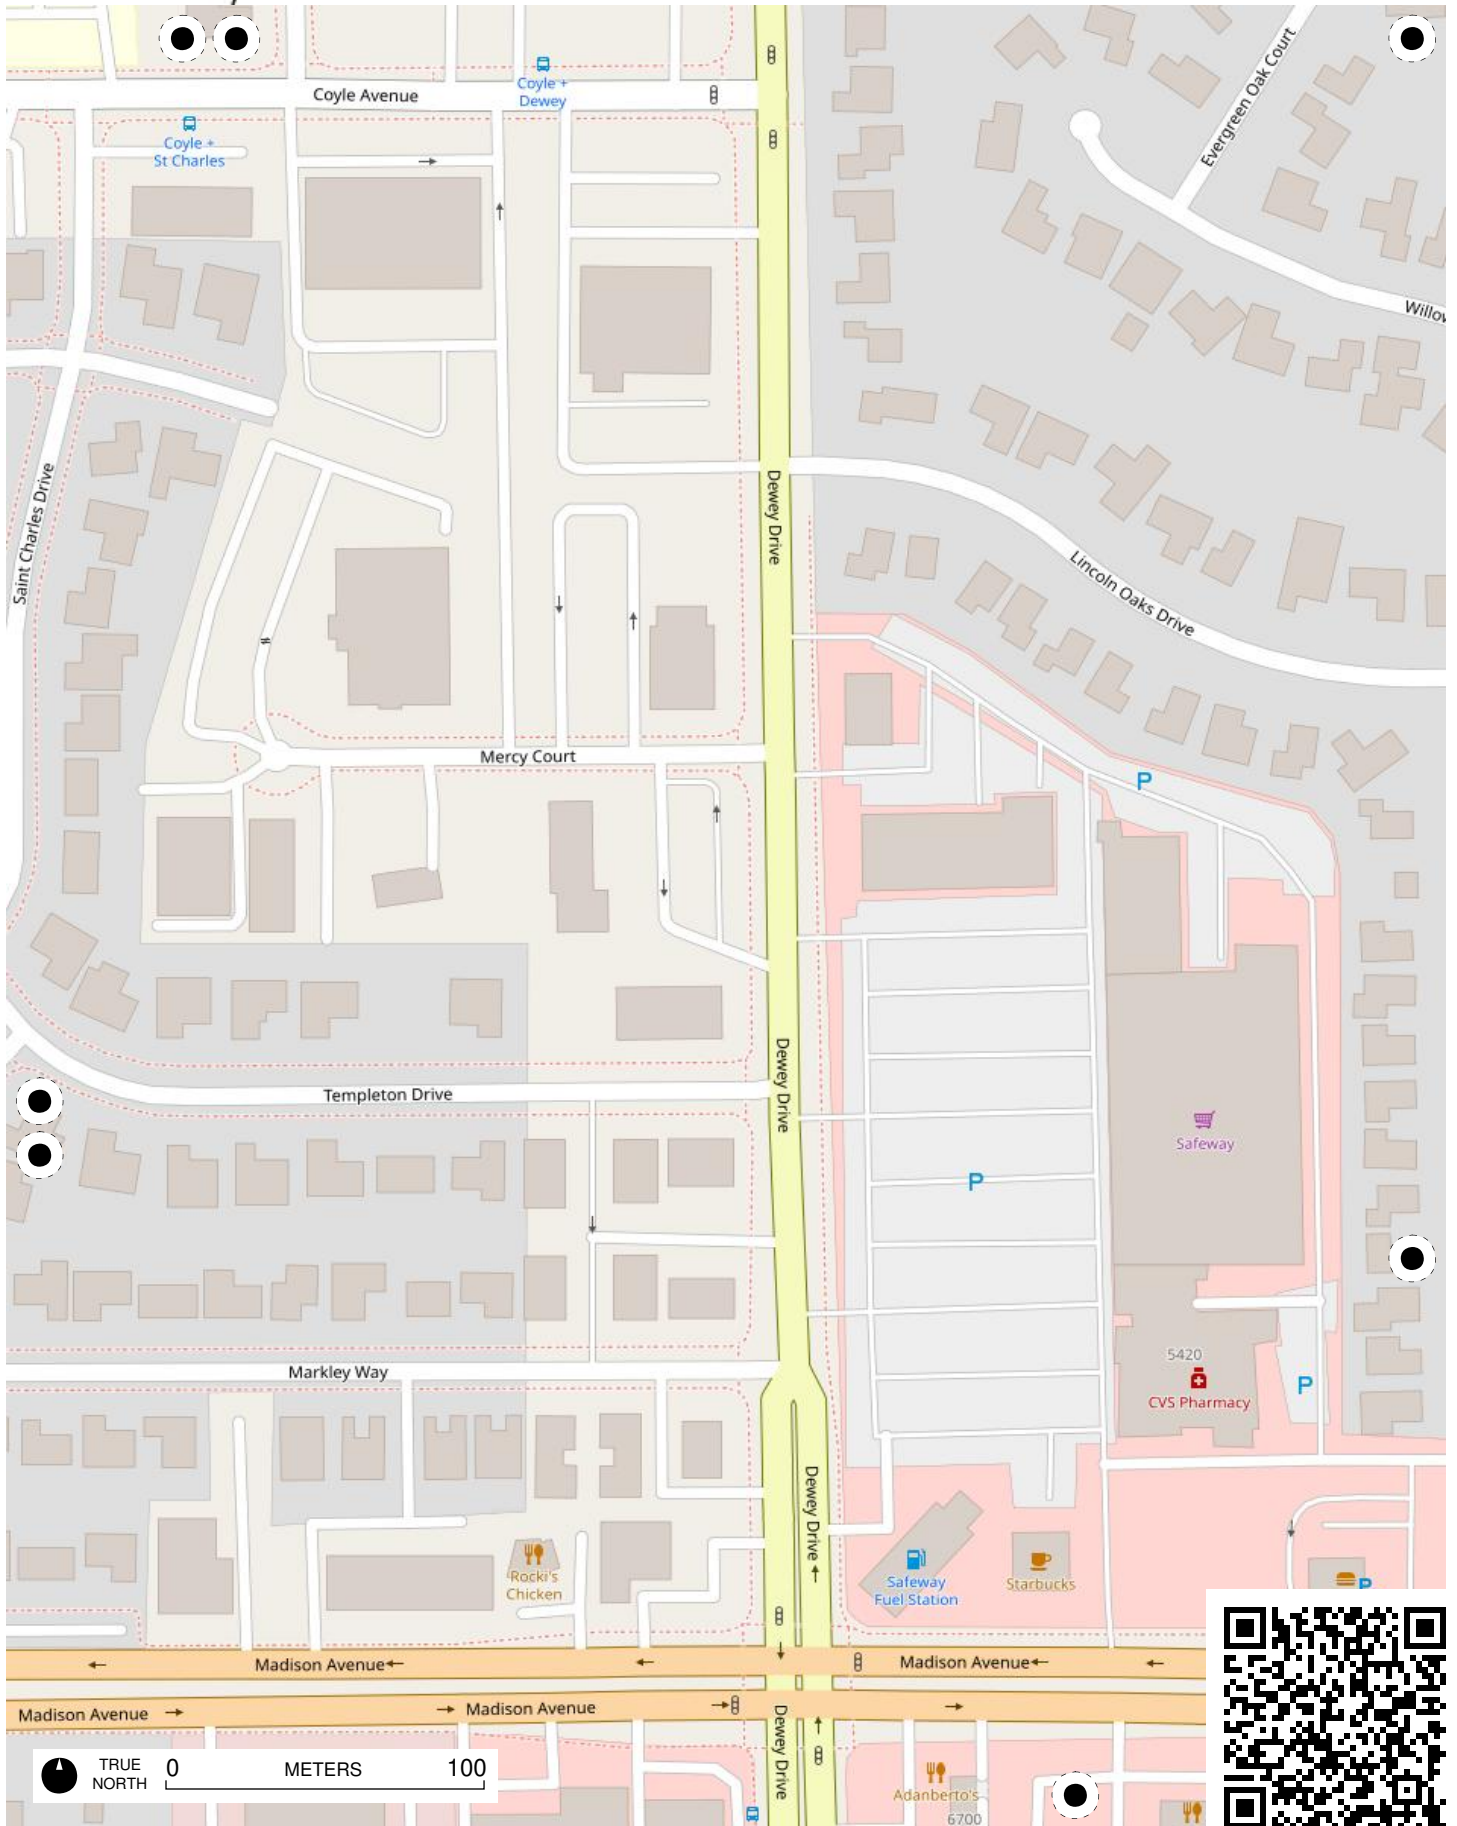 Coyle Avenue
Coyle +
Dewey
Coyle +
St Charles
Evergreen Oak Court
Willow
Saint Charles Drive
Dewey Drive
Lincoln Oaks Drive
Mercy Court
P
Dewey Drive
Templeton Drive
Safeway
P
Markley Way
5420
P
CVS Pharmacy
Dewey Drive
Rocki's
Chicken
Safeway
Fuel Station
Starbucks
P
Madison Avenue
Madison Avenue
Madison Avenue
Madison Avenue
Dewey Drive
TRUE
NORTH
0 METERS 100
Adanberto's
6700